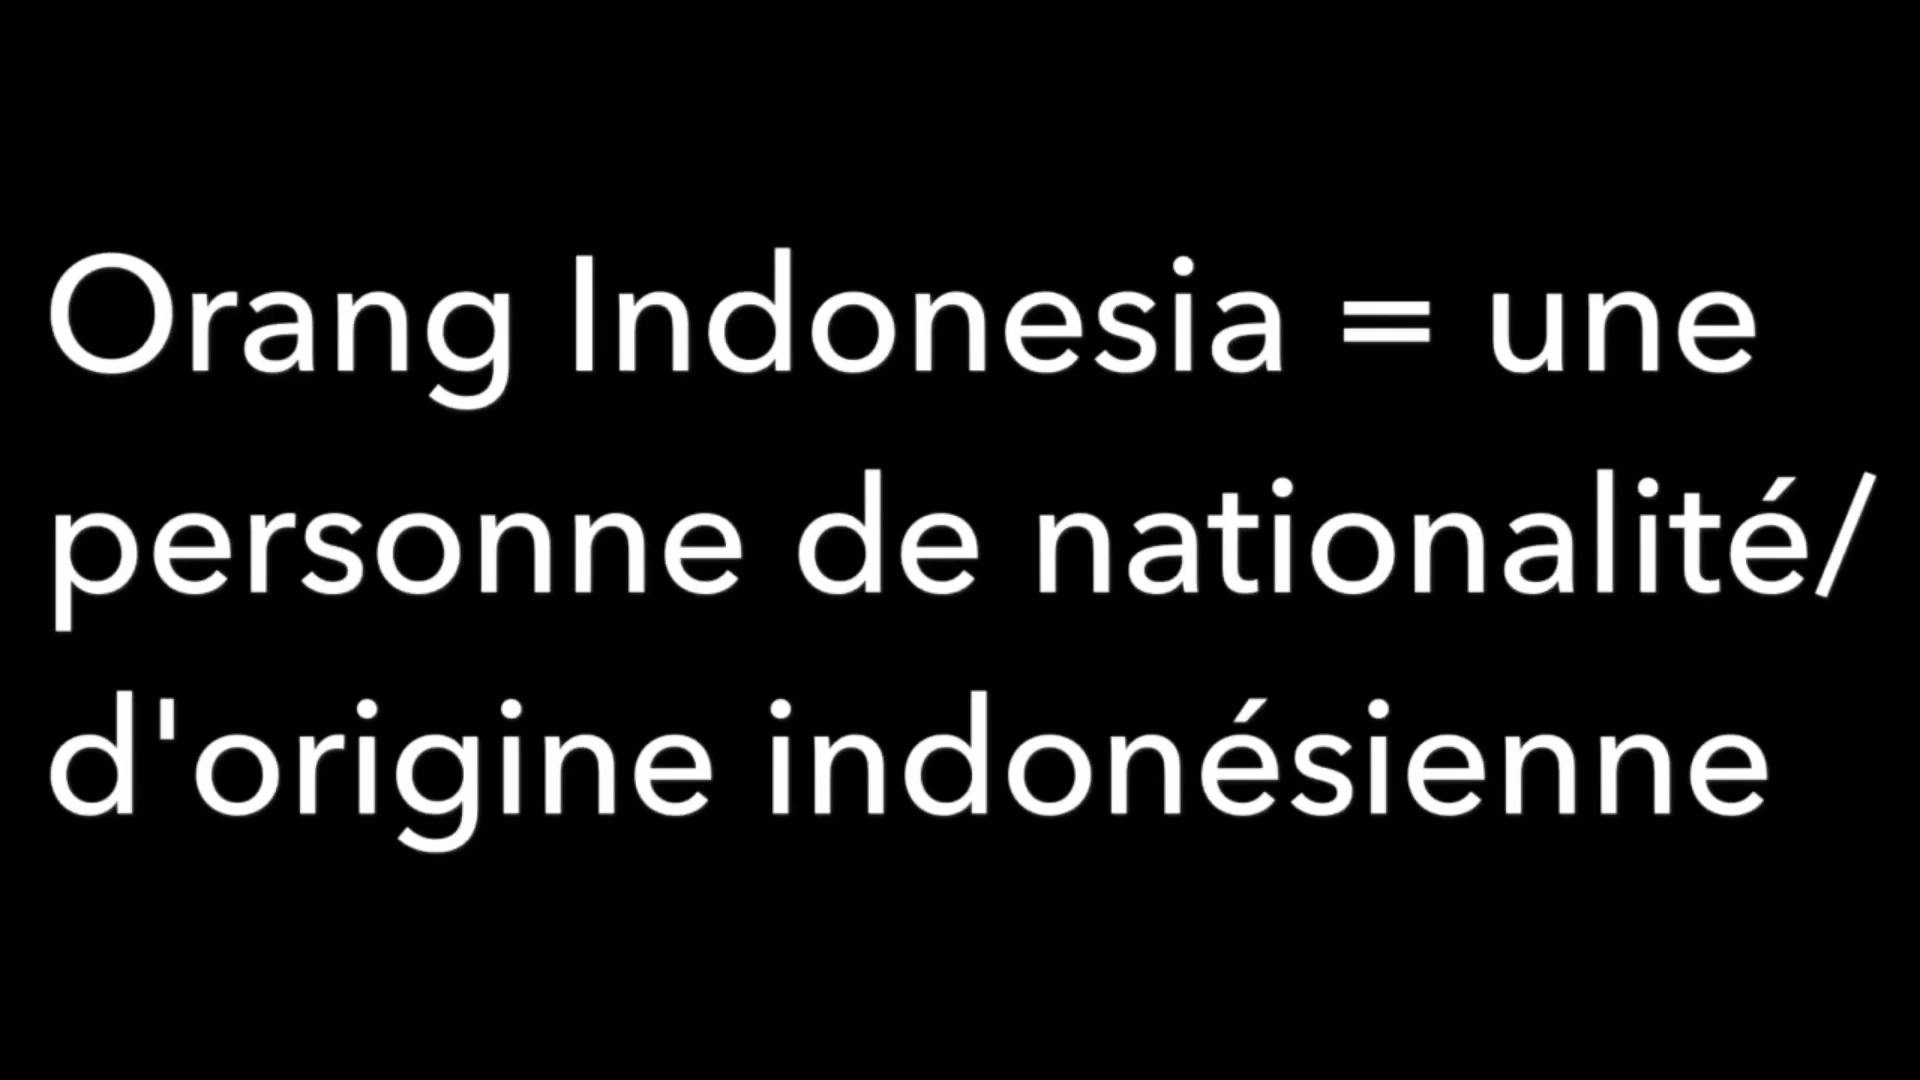 Orang Indonesia = une
personne de nationalité/
d'origine indonésienne